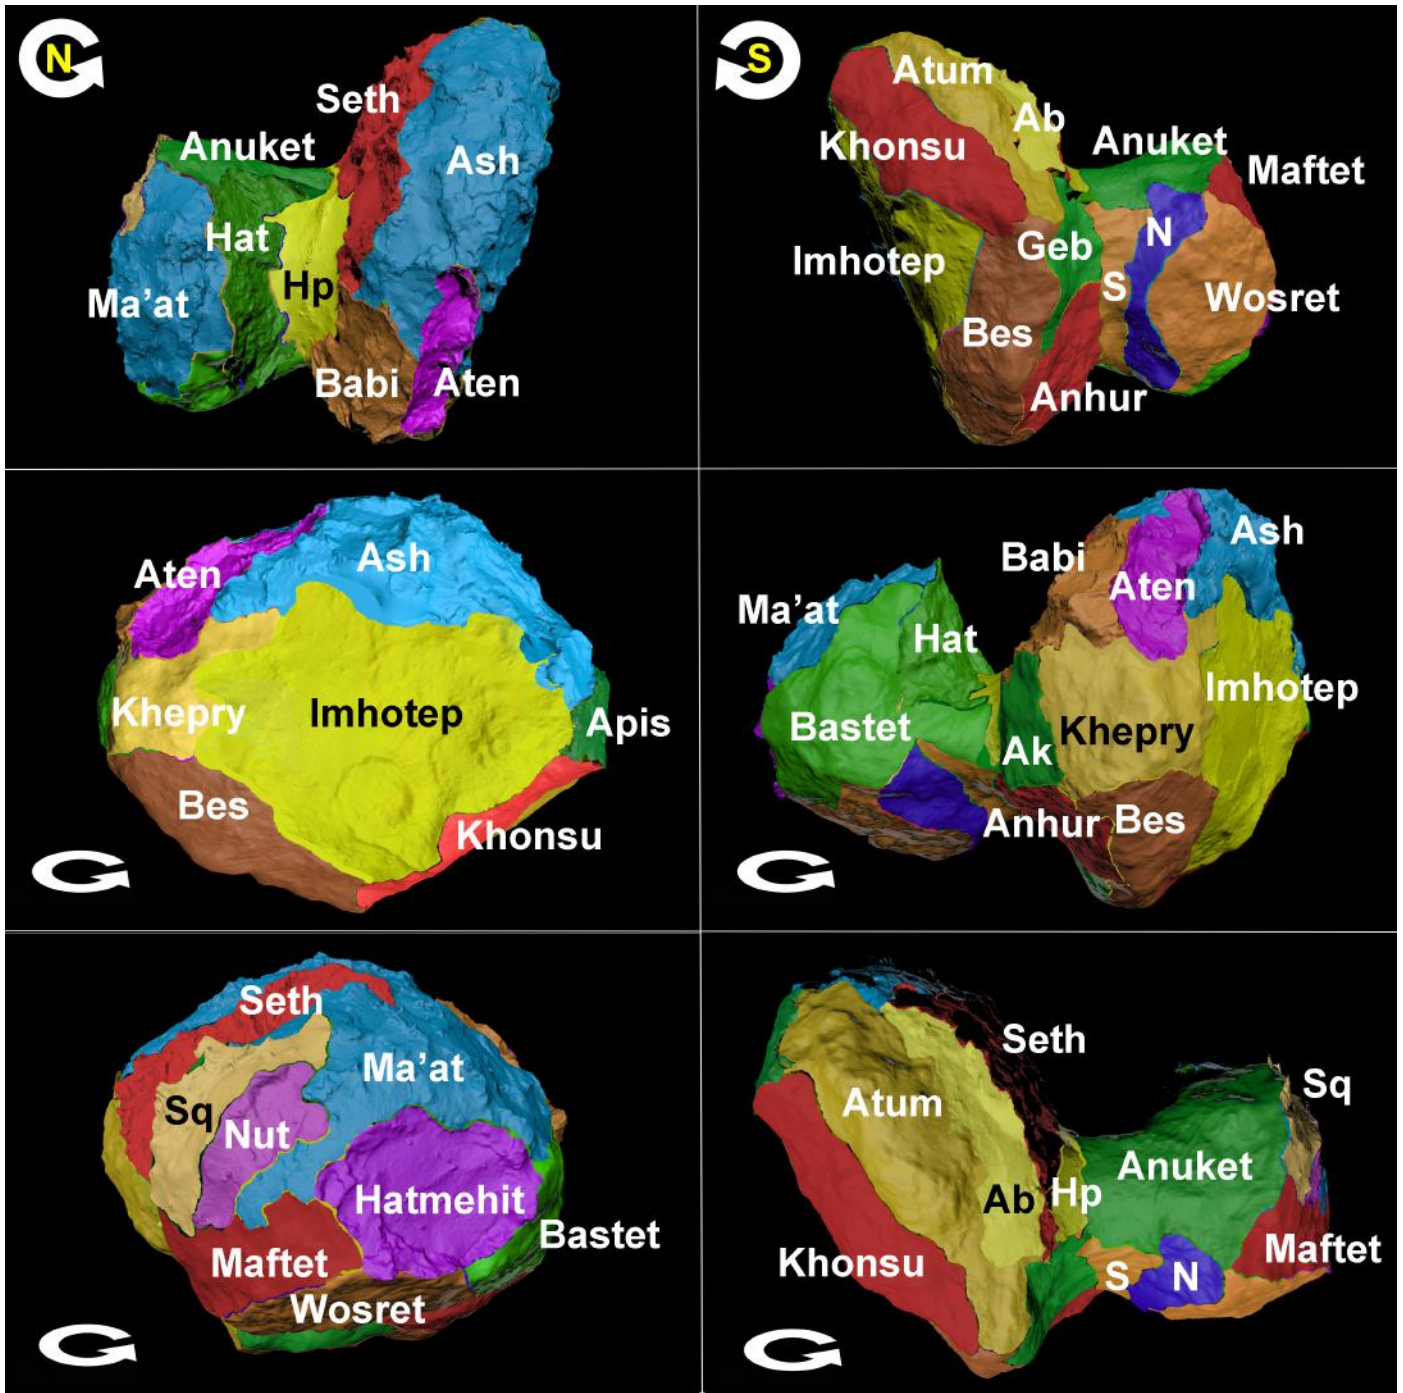 N
Seth
Anuket
Ash
Hat
Hp
Ma'at
Babi
Aten
S
Atum
Ab
Khonsu
Anuket
Maftet
N
Geb
Imhotep
S
Wosret
Bes
Anhur
Ash
Aten
Khepry
Imhotep
Apis
Bes
Khonsu
Ash
Babi
Aten
Ma'at
Hat
Imhotep
Bastet
Khepry
Ak
Anhur
Bes
Seth
Ma'at
Sq
Nut
Hatmehit
Bastet
Maftet
Wosret
Seth
Sq
Atum
Anuket
Ab
Hp
Khonsu
Maftet
S
N